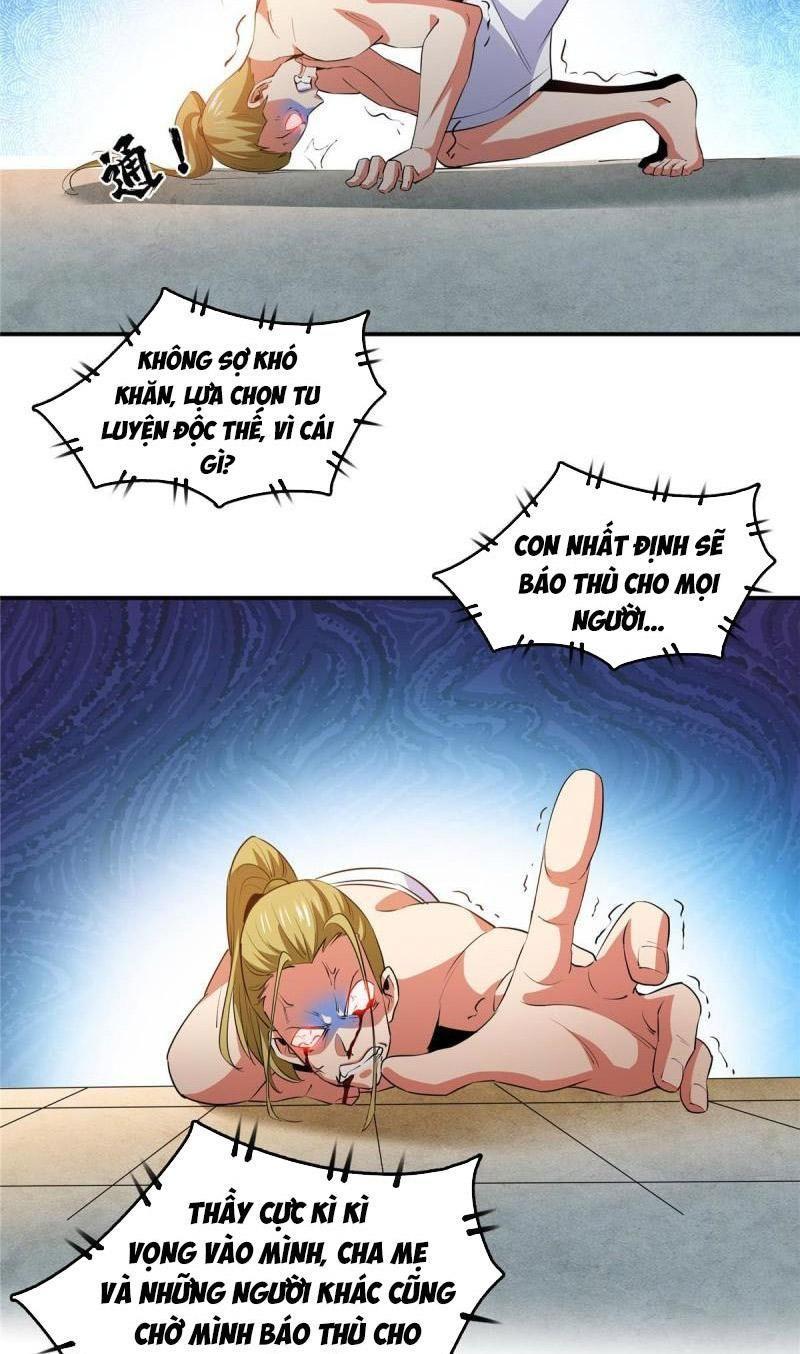 通!
KHÔNG SỢ KHÓ
KHĂN, LỰA CHỌN TU
LUYỆN ĐỘC THỂ, VÌ CÁI
GÌ?
CON NHẤT ĐỊNH SẼ
BÁO THÙ CHO MỌI
NGƯỜI...
THẦY CỰC KÌ KÌ
VỌNG VÀO MÌNH, CHA MẸ
VÀ NHỮNG NGƯỜI KHÁC CŨNG
CHỜ MÌNH BÁO THÙ CHO